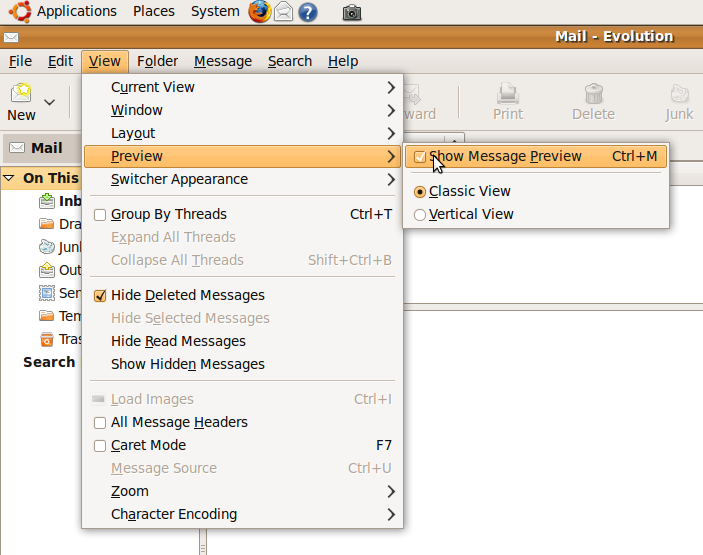 Applications Places System
Mail - Evolution
File Edit View Folder Message Search Help
New ward Print Delete Junk
Mail
On This
Inb
Dra
Junk
Out
Sen
Tem
Tras
Search
Current View
Window
Layout
Preview
Switcher Appearance
Group By Threads Ctrl+T
Expand All Threads
Collapse All Threads Shift+Ctrl+B
Hide Deleted Messages
Hide Selected Messages
Hide Read Messages
Show Hidden Messages
Load Images Ctrl+I
All Message Headers
Caret Mode F7
Message Source Ctrl+U
Zoom
Character Encoding
Show Message Preview Ctrl+M
Classic View
Vertical View